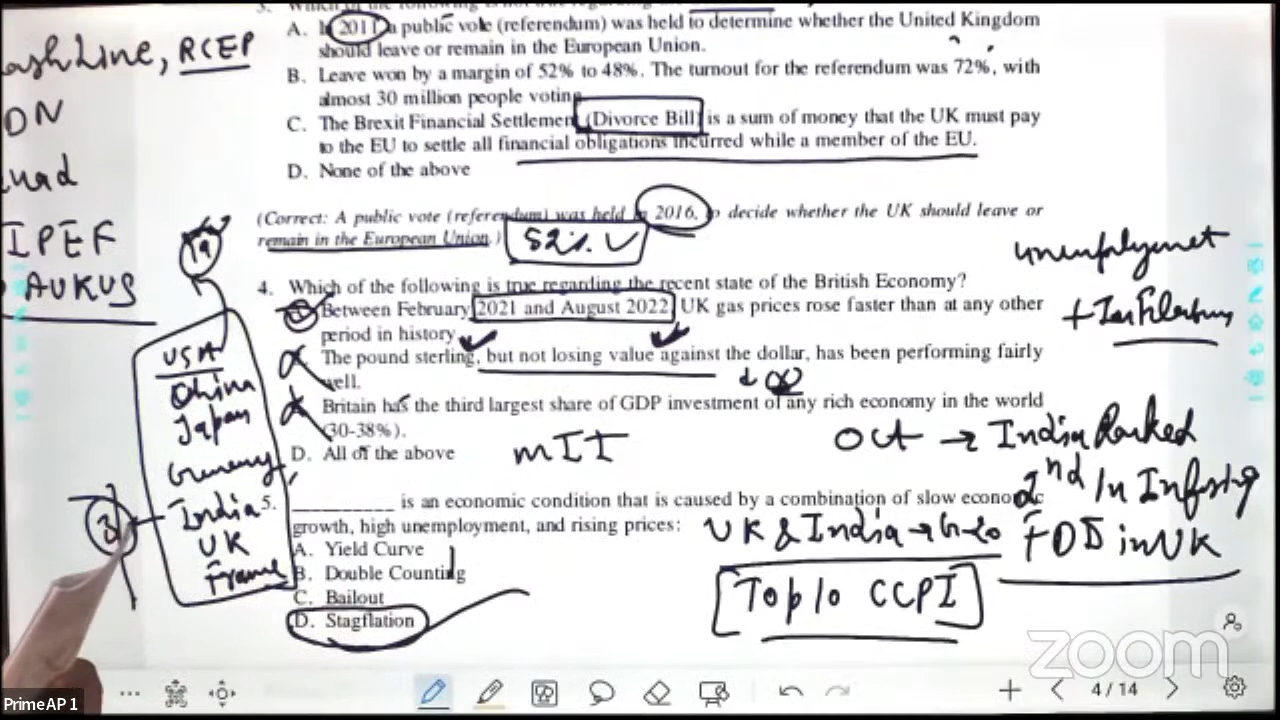 A. In 2011 a public vote (referendum) was held to determine whether the United Kingdom
should leave or remain in the European Union.
B. Leave won by a margin of 52% to 48%. The turnout for the referendum was 72%, with
almost 30 million people voting
C. The Brexit Financial Settlement (Divorce Bill) is a sum of money that the UK must pay
to the EU to settle all financial obligations incurred while a member of the EU.
D. None of the above
(Correct: A public vote (referendum) was held in 2016, to decide whether the UK should leave or
remain in the European Union.)
52% ✓
4. Which of the following is true regarding the recent state of the British Economy?
Between February 2021 and August 2022 UK gas prices rose faster than at any other
period in history
The pound sterling, but not losing value against the dollar, has been performing fairly
well.
Britain has the third largest share of GDP investment of any rich economy in the world
(30-38%).
D. All of the above
5. __________ is an economic condition that is caused by a combination of slow economic
growth, high unemployment, and rising prices:
A. Yield Curve
B. Double Counting
C. Bailout
D. Stagflation
RCEP
IPEF
AUKUS
USA
China
Japan
Germany
India
UK
France
MII
Oct → India Ranked
2nd in
FDI in UK
UK & India →
[Top 10 CCPI]
zoom
PrimeAP 1
4 / 14